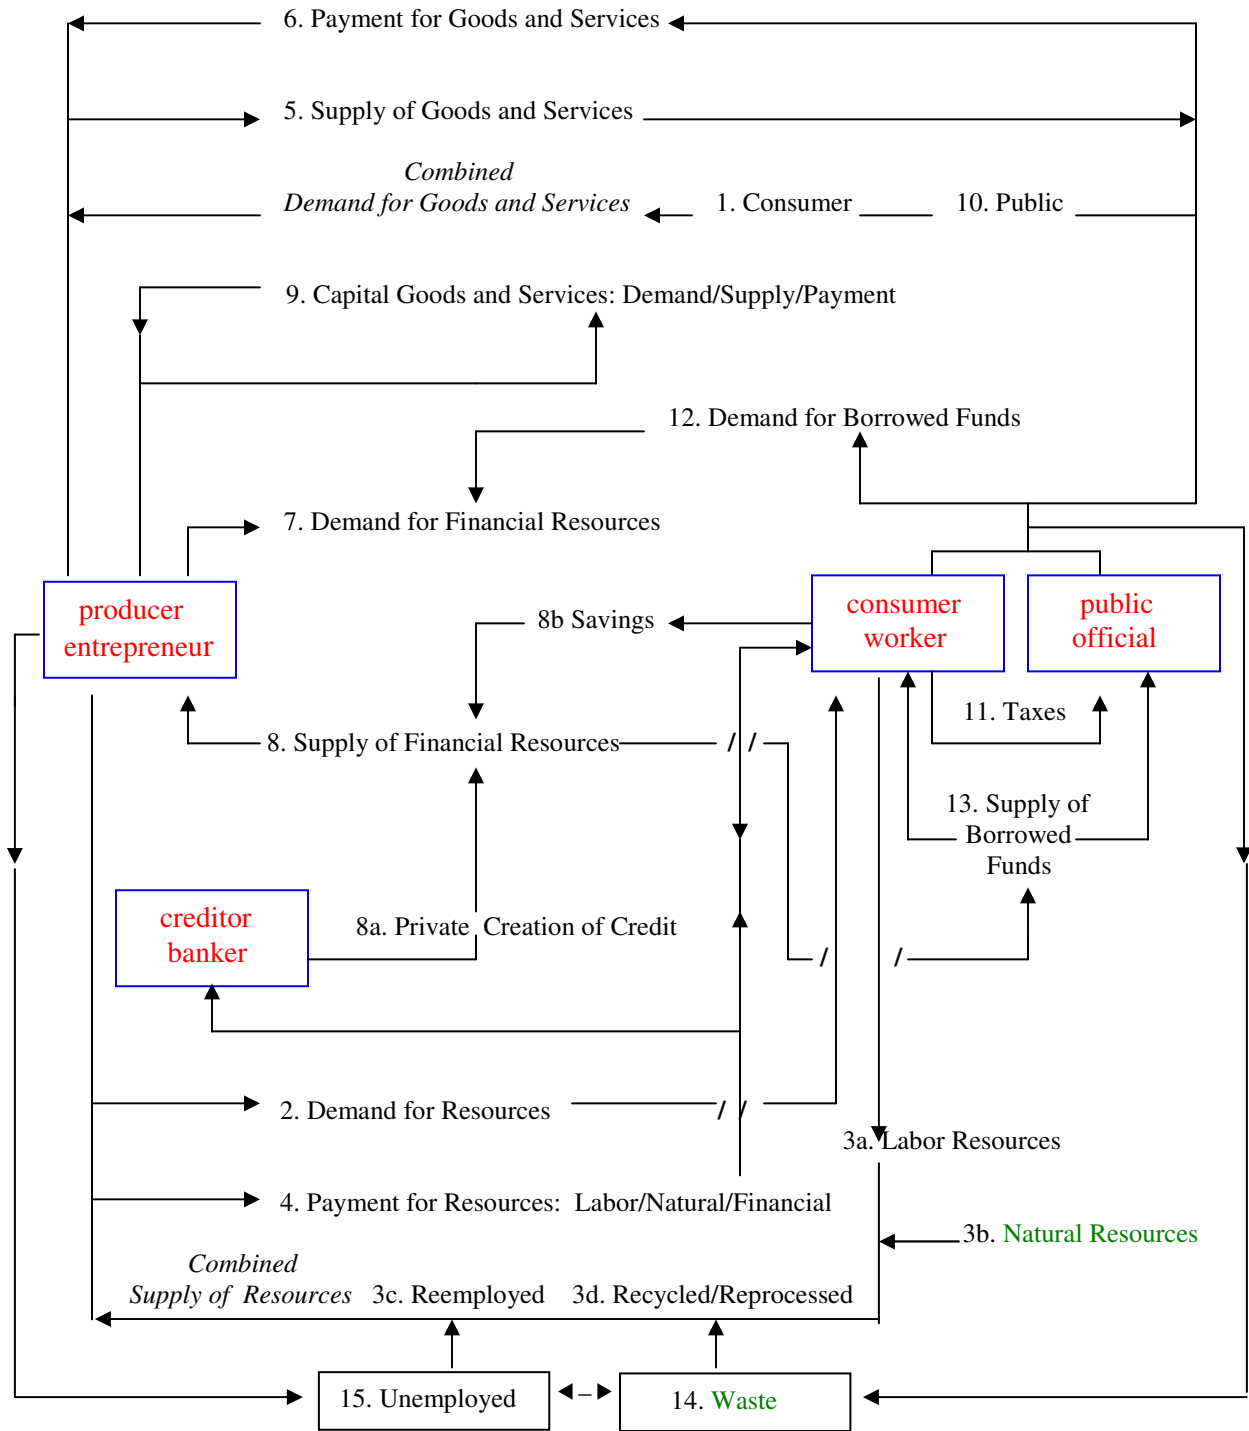 6. Payment for Goods and Services
5. Supply of Goods and Services
Combined
Demand for Goods and Services
1. Consumer
10. Public
9. Capital Goods and Services: Demand/Supply/Payment
12. Demand for Borrowed Funds
7. Demand for Financial Resources
producer
entrepreneur
8b Savings
consumer
worker
public
official
11. Taxes
8. Supply of Financial Resources
/ /
13. Supply of
Borrowed
Funds
creditor
banker
8a. Private Creation of Credit
/ /
2. Demand for Resources
/ /
3a. Labor Resources
4. Payment for Resources: Labor/Natural/Financial
3b. Natural Resources
Combined
Supply of Resources
3c. Reemployed
3d. Recycled/Reprocessed
15. Unemployed
–
14. Waste